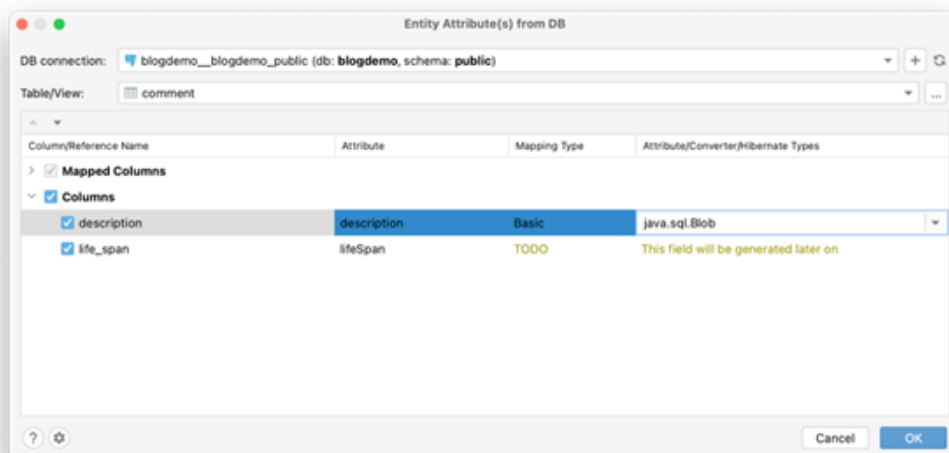 Entity Attribute(s) from DB
DB connection: blogdemo__blogdemo_public (db: blogdemo, schema: public)
Table/View: comment ...
Column/Reference Name Attribute Mapping Type Attribute/Converter/Hibernate Types
Mapped Columns
Columns
description description Basic java.sql.Blob
life_span lifeSpan TODO This field will be generated later on
? Cancel OK